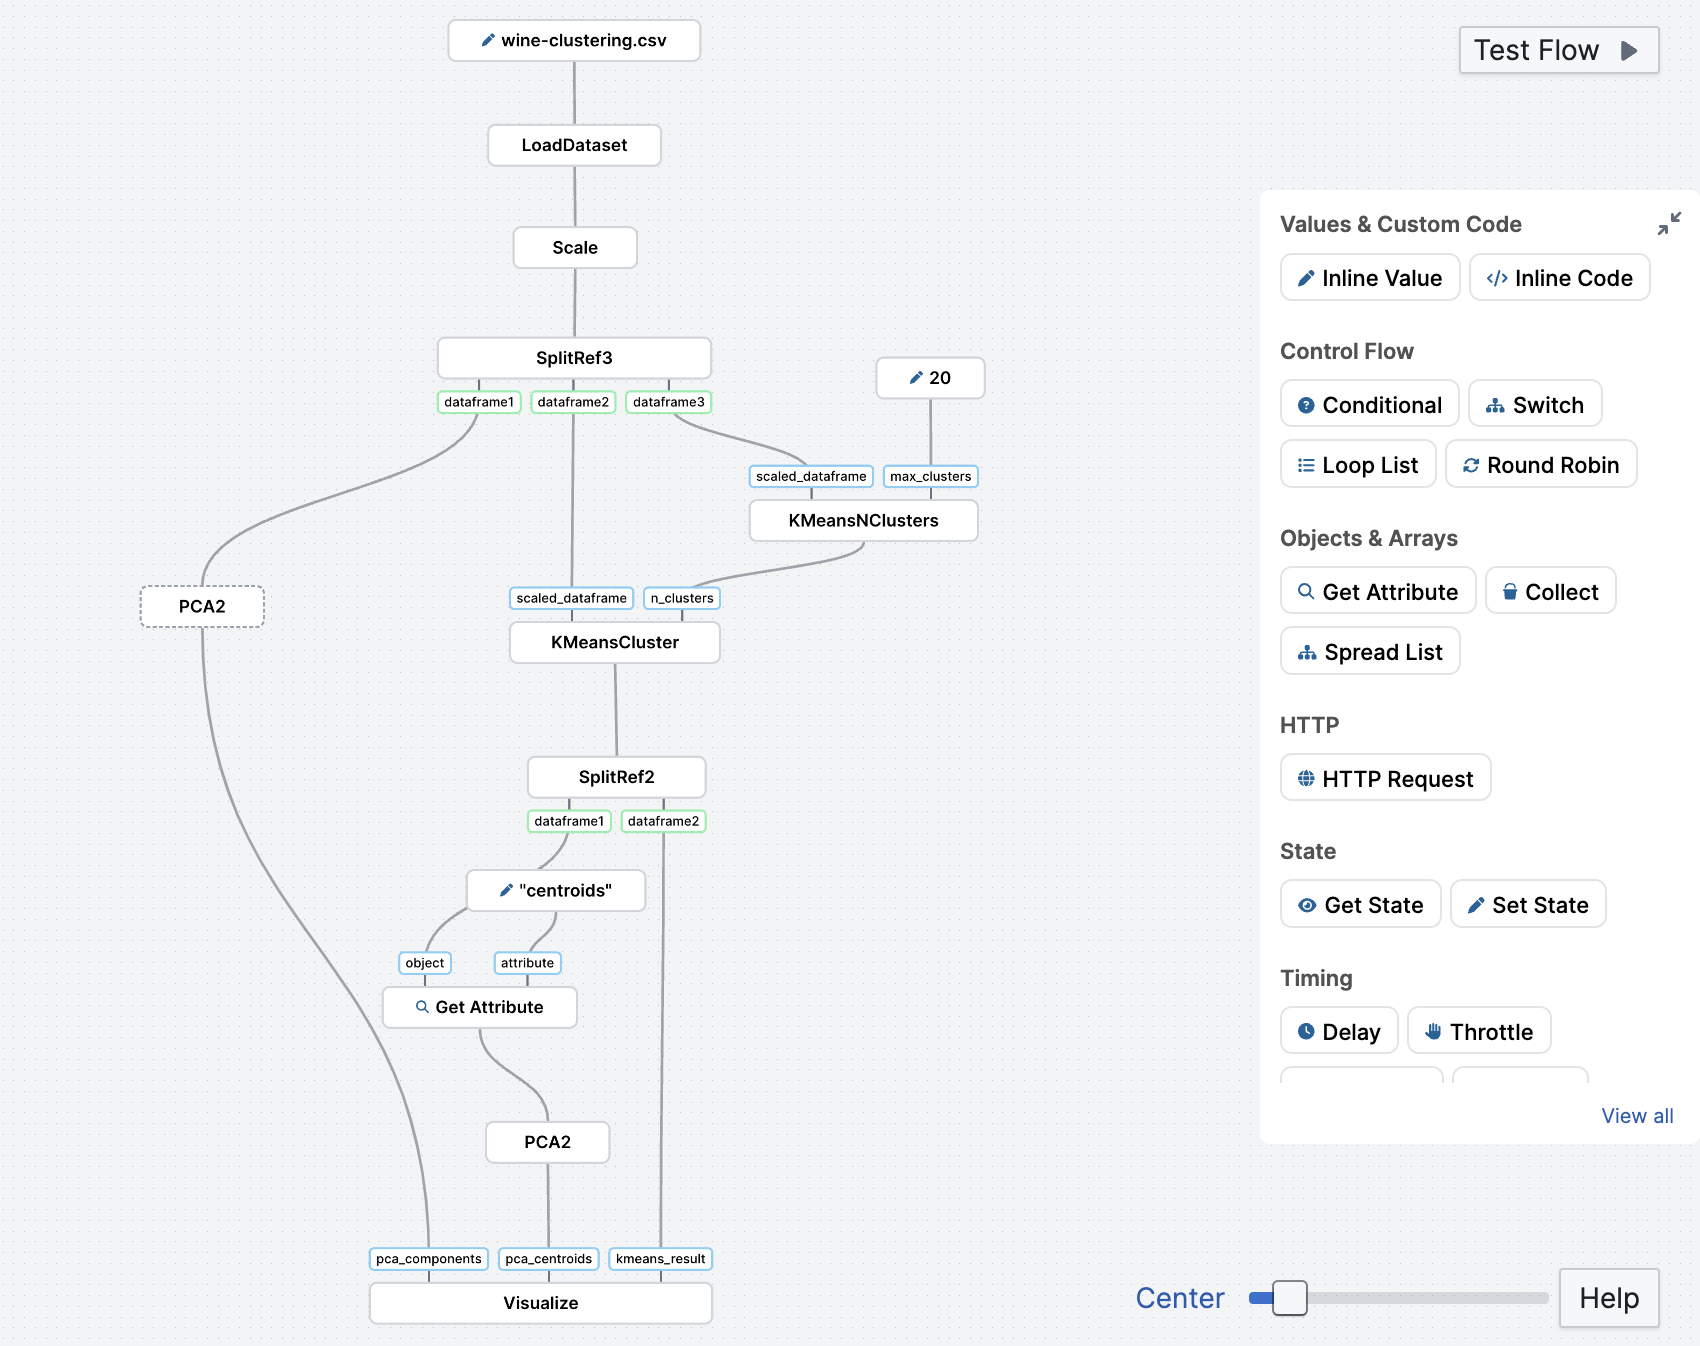 wine-clustering.csv
Test Flow
LoadDataset
Scale
SplitRef3
dataframe1 dataframe2 dataframe3
20
scaled_dataframe max_clusters
KMeansNClusters
PCA2
scaled_dataframe n_clusters
KMeansCluster
SplitRef2
dataframe1 dataframe2
"centroids"
object attribute
Get Attribute
PCA2
pca_components pca_centroids kmeans_result
Visualize
Values & Custom Code
Inline Value Inline Code
Control Flow
Conditional Switch
Loop List Round Robin
Objects & Arrays
Get Attribute Collect
Spread List
HTTP
HTTP Request
State
Get State Set State
Timing
Delay Throttle
View all
Center
Help